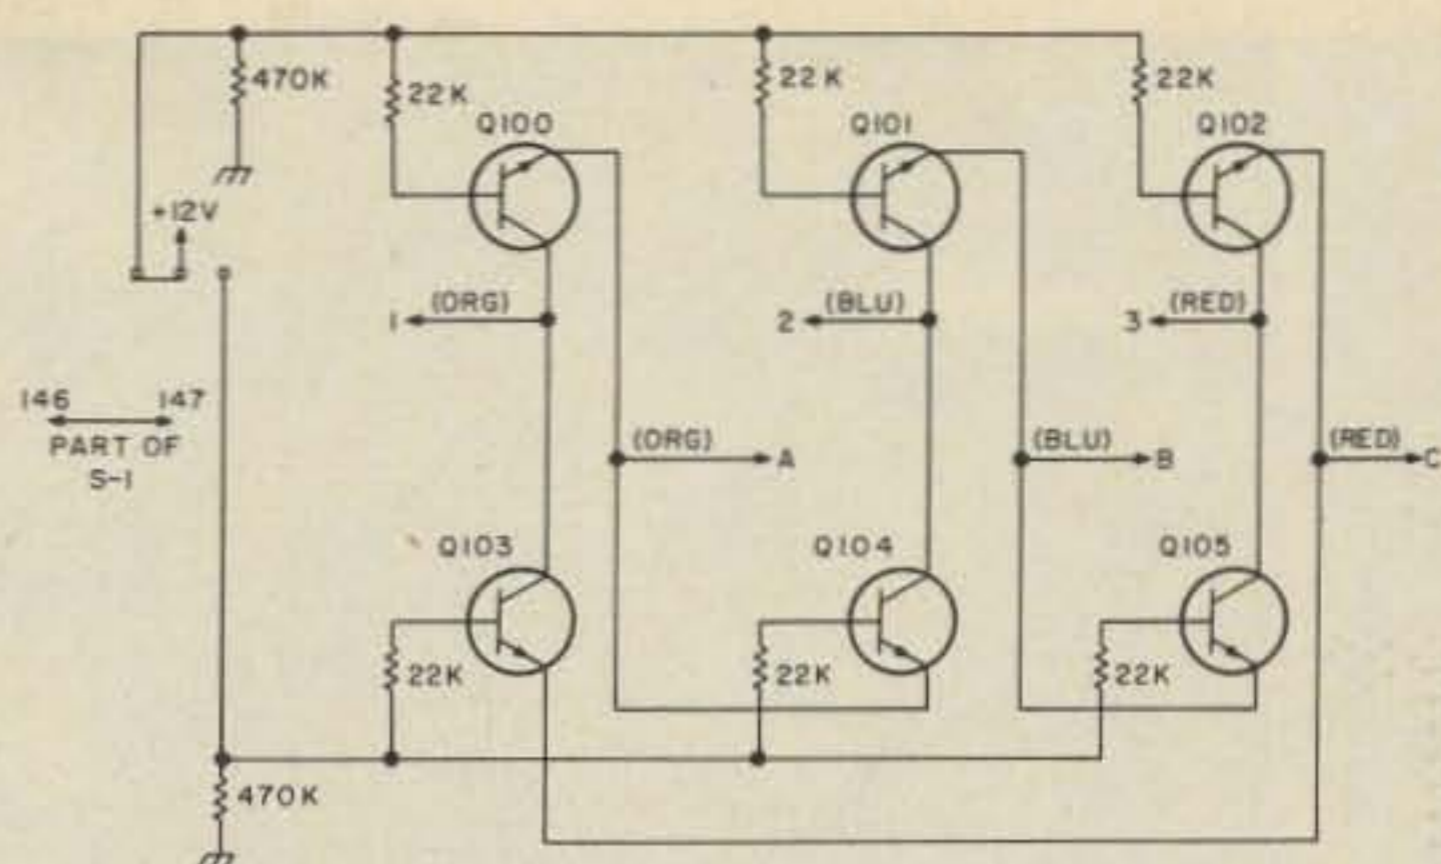 470K
22K
Q100
22K
Q101
22K
Q102
+12V
1
(ORG)
2
(BLU)
3
(RED)
146
147
PART OF
S-1
(ORG)
A
(BLU)
B
(RED)
C
Q103
Q104
Q105
22K
22K
22K
470K